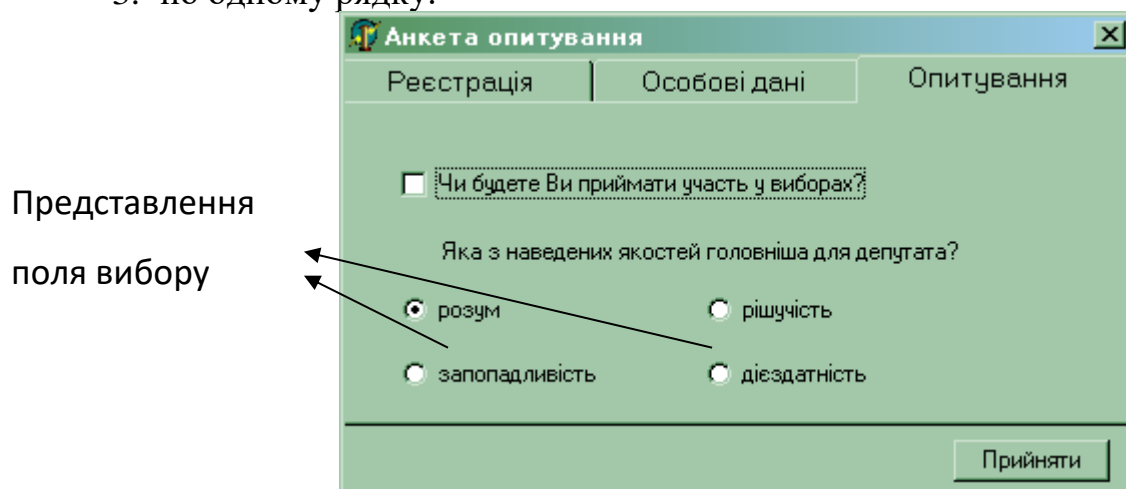 3. по одному рядку.
Анкета опитування
Реєстрація Особові дані Опитування
Чи будете Ви приймати участь у виборах?
Представлення
поля вибору
Яка з наведених якостей головніша для депутата?
розум рішучість
запопадливість дієздатність
Прийняти